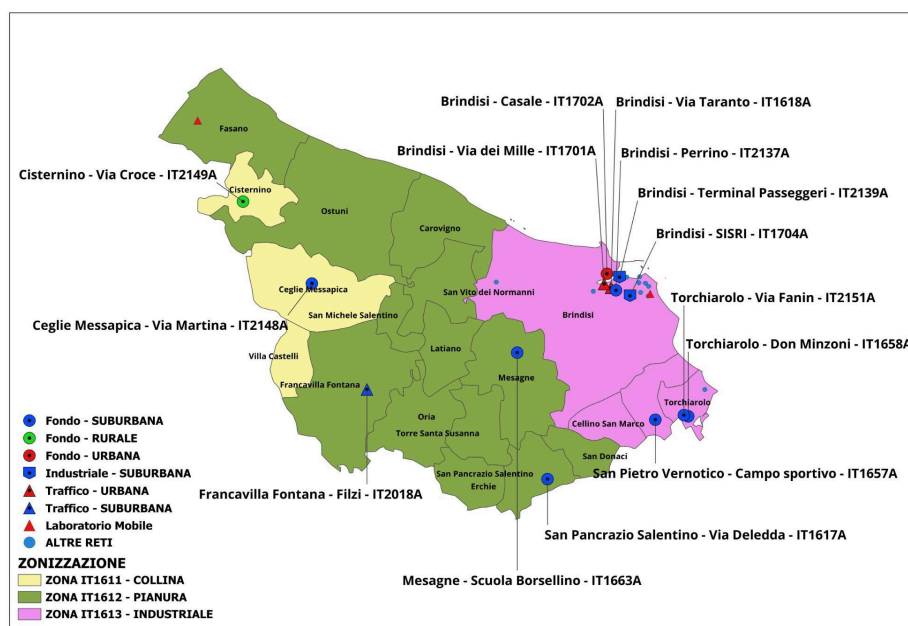 Brindisi - Casale - IT1702A
Brindisi - Via Taranto - IT1618A
Fasano
Brindisi - Via dei Mille - IT1701A
Brindisi - Perrino - IT2137A
Cisternino - Via Croce - IT2149A
Cisternino
Brindisi - Terminal Passeggeri - IT2139A
Ostuni
Carovigno
Brindisi - SISRI - IT1704A
Ceglie Messapica
San Vito dei Normanni
Torchiarolo - Via Fanin - IT2151A
San Michele Salentino
Brindisi
Ceglie Messapica - Via Martina - IT2148A
Torchiarolo - Don Minzoni - IT1658A
Villa Castelli
Latiano
Mesagne
Francavilla Fontana
Torchiarolo
Oria
Cellino San Marco
Torre Santa Susanna
San Donaci
San Pancrazio Salentino
San Pietro Vernotico - Campo sportivo - IT1657A
Erchie
Francavilla Fontana - Filzi - IT2018A
San Pancrazio Salentino - Via Deledda - IT1617A
Mesagne - Scuola Borsellino - IT1663A
Fondo - SUBURBANA
Fondo - RURALE
Fondo - URBANA
Industriale - SUBURBANA
Traffico - URBANA
Traffico - SUBURBANA
Laboratorio Mobile
ALTRE RETI
ZONIZZAZIONE
ZONA IT1611 - COLLINA
ZONA IT1612 - PIANURA
ZONA IT1613 - INDUSTRIALE